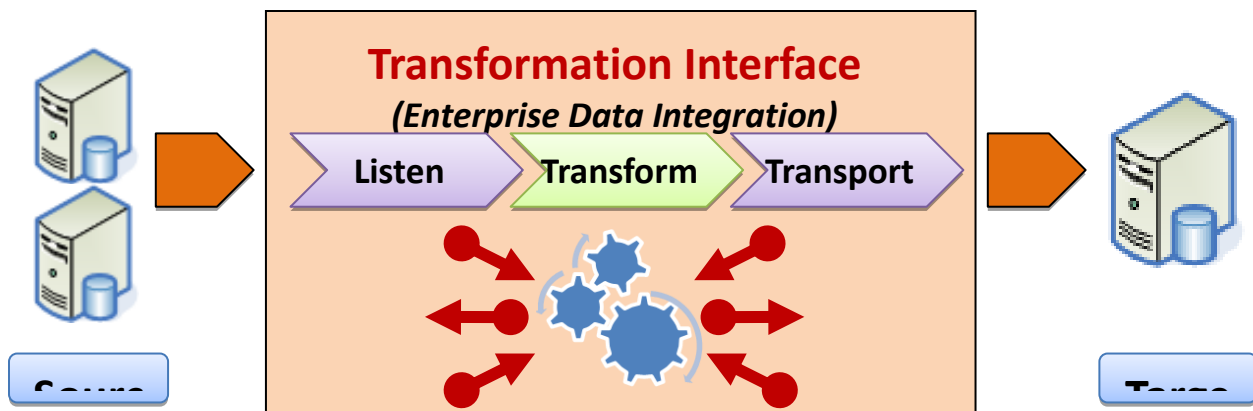 Transformation Interface
(Enterprise Data Integration)
Listen
Transform
Transport